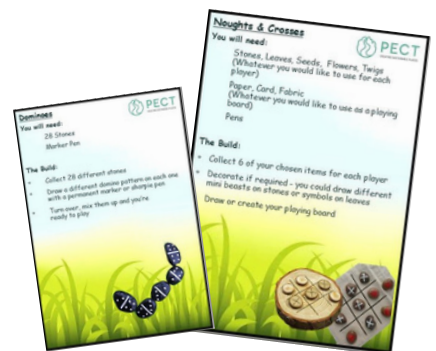 Dominoes
PECT
You will need:
28 Stones
Marker Pen
The Build:
Collect 28 different stones
Draw a different domino pattern on each one
with a permanent marker or sharpie pen
Turn over, mix them up and you're
ready to play
Noughts & Crosses
PECT
You will need:
Stones, Leaves, Seeds, Flowers, Twigs
(Whatever you would like to use for each
player)
Paper, Card, Fabric
(Whatever you would like to use as a playing
board)
Pens
The Build:
Collect 6 of your chosen items for each player
Decorate if required - you could draw different
mini beasts on stones or symbols on leaves
Draw or create your playing board